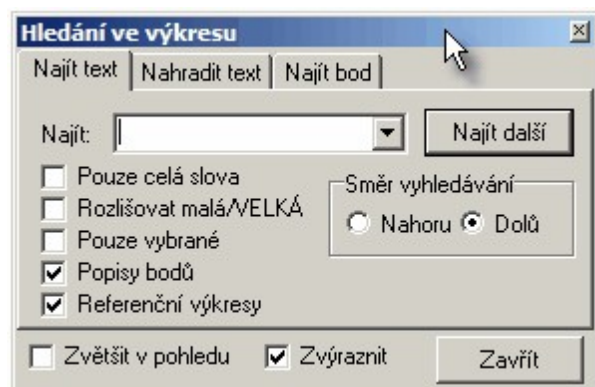 Hledání ve výkresu
Najít text Nahradit text Najít bod
Najít: Najít další
Pouze celá slova
Rozlišovat malá/VELKÁ
Pouze vybrané
Popisy bodů
Referenční výkresy
Směr vyhledávání
Nahoru Dolů
Zvětšit v pohledu Zvýraznit Zavřít